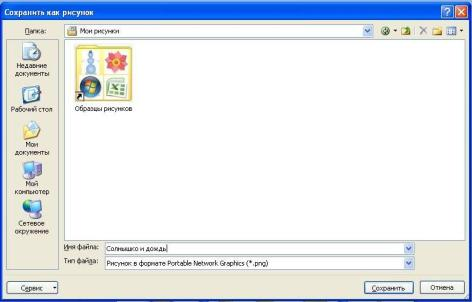 Сохранить как рисунок
Папка:
Мои рисунки
Недавние документы
Рабочий стол
Мои документы
Мой компьютер
Сетевое окружение
Образцы рисунков
Имя файла:
Солнышко и дождь
Тип файла:
Рисунок в формате Portable Network Graphics (*.png)
Сервис
Сохранить
Отмена